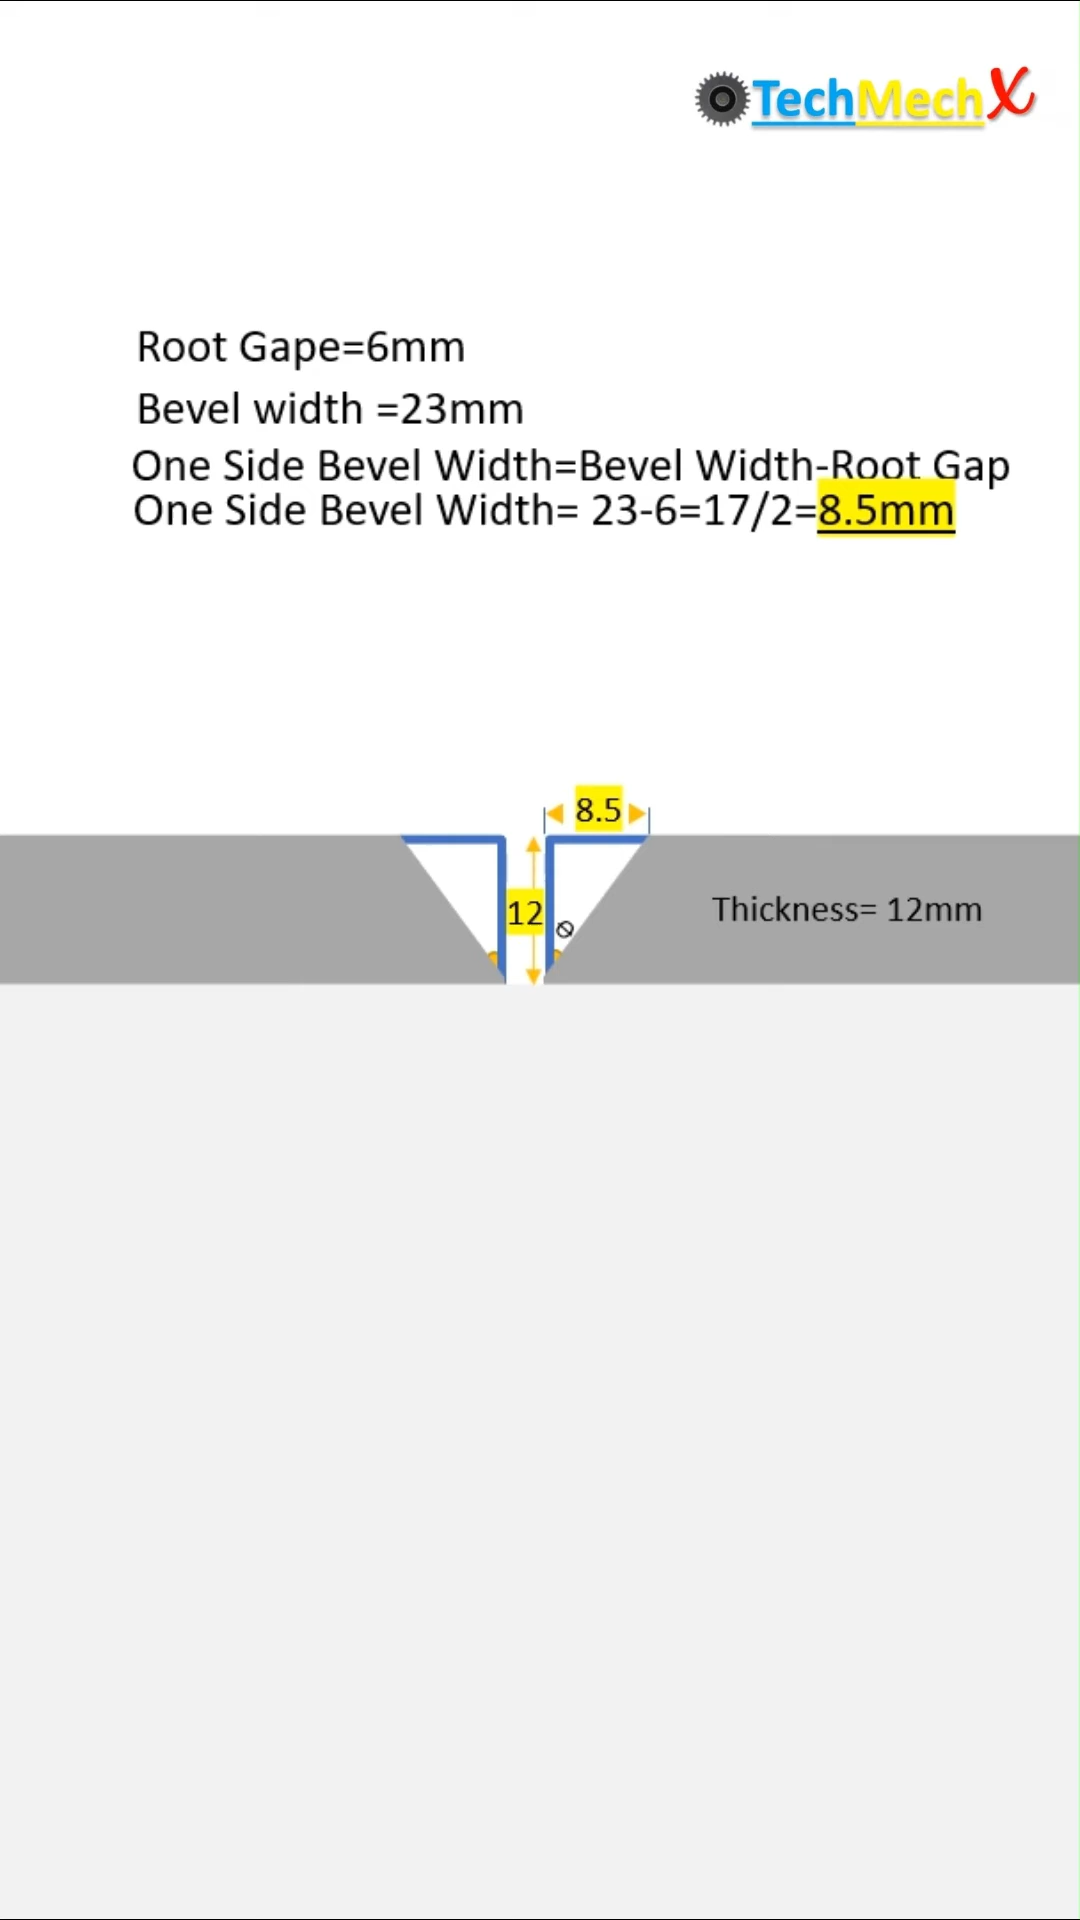 TechMechX
Root Gape=6mm
Bevel width =23mm
One Side Bevel Width=Bevel Width-Root Gap
One Side Bevel Width= 23-6=17/2=8.5mm
8.5
12
Thickness= 12mm